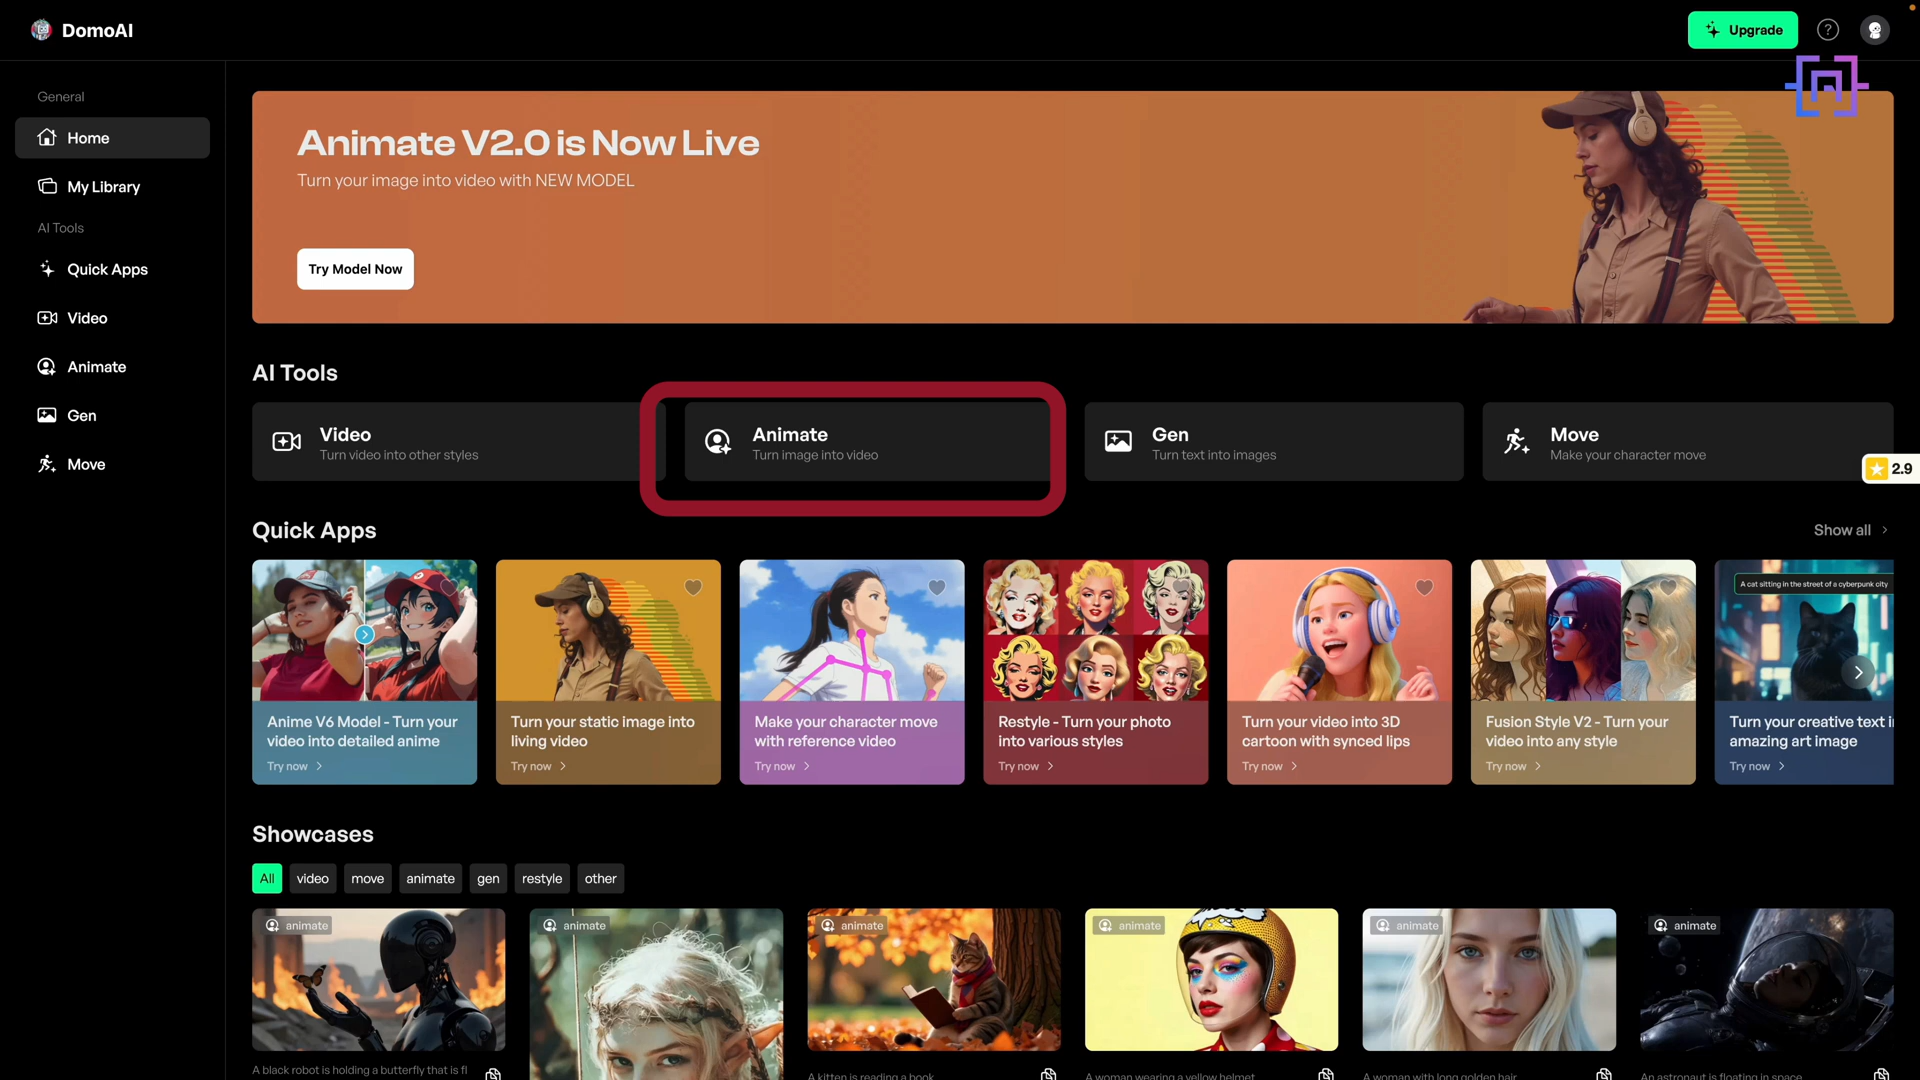 DomoAI
Upgrade
?
General
Home
My Library
AI Tools
Quick Apps
Video
Animate
Gen
Move
Animate V2.0 is Now Live
Turn your image into video with NEW MODEL
Try Model Now
AI Tools
Video
Turn video into other styles
Animate
Turn image into video
Gen
Turn text into images
Move
Make your character move
2.9
Quick Apps
Show all
Anime V6 Model - Turn your
video into detailed anime
Try now
Turn your static image into
living video
Try now
Make your character move
with reference video
Try now
Restyle - Turn your photo
into various styles
Try now
Turn your video into 3D
cartoon with synced lips
Try now
Fusion Style V2 - Turn your
video into any style
Try now
A cat sitting in the street of a cyberpunk city
Turn your creative text i
amazing art image
Try now
Showcases
All
video
move
animate
gen
restyle
other
animate
animate
animate
animate
animate
animate
A black robot is holding a butterfly that is fl
A kitten is reading a book
A woman wearing a yellow helmet
A woman with long golden hair
An astronaut is floating in space